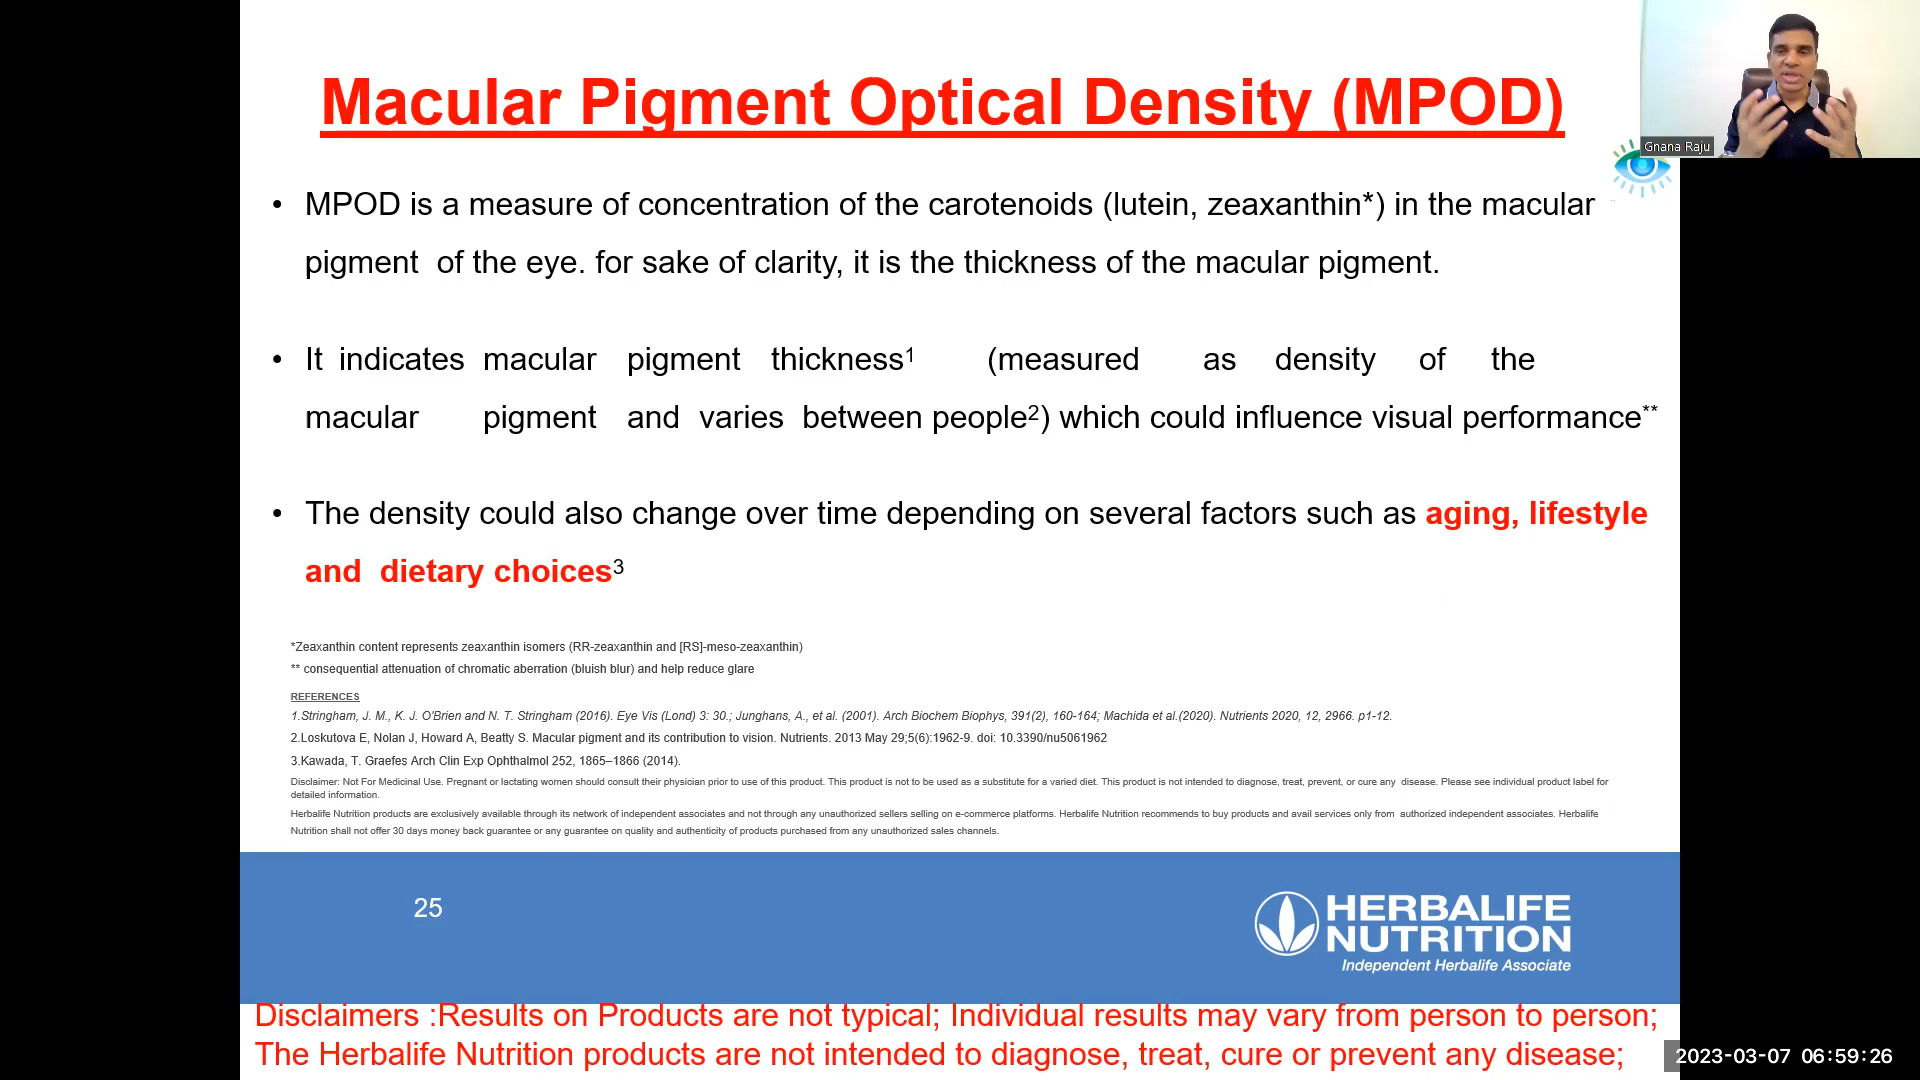 Macular Pigment Optical Density (MPOD)
Gnana Raju
• MPOD is a measure of concentration of the carotenoids (lutein, zeaxanthin*) in the macular
pigment of the eye. for sake of clarity, it is the thickness of the macular pigment.
• It indicates macular pigment thickness1 (measured as density of the
macular pigment and varies between people2) which could influence visual performance**
• The density could also change over time depending on several factors such as aging, lifestyle
and dietary choices3
*Zeaxanthin content represents zeaxanthin isomers (RR-zeaxanthin and [RS]-meso-zeaxanthin)
** consequential attenuation of chromatic aberration (bluish blur) and help reduce glare
REFERENCES
1.Stringham, J. M., K. J. O'Brien and N. T. Stringham (2016). Eye Vis (Lond) 3: 30.; Junghans, A., et al. (2001). Arch Biochem Biophys, 391(2), 160-164; Machida et al.(2020). Nutrients 2020, 12, 2966. p1-12.
2.Loskutova E, Nolan J, Howard A, Beatty S. Macular pigment and its contribution to vision. Nutrients. 2013 May 29;5(6):1962-9. doi: 10.3390/nu5061962
3.Kawada, T. Graefes Arch Clin Exp Ophthalmol 252, 1865–1866 (2014).
Disclaimer: Not For Medicinal Use. Pregnant or lactating women should consult their physician prior to use of this product. This product is not to be used as a substitute for a varied diet. This product is not intended to diagnose, treat, prevent, or cure any disease. Please see individual product label for
detailed information.
Herbalife Nutrition products are exclusively available through its network of independent associates and not through any unauthorized sellers selling on e-commerce platforms. Herbalife Nutrition recommends to buy products and avail services only from authorized independent associates. Herbalife
Nutrition shall not offer 30 days money back guarantee or any guarantee on quality and authenticity of products purchased from any unauthorized sales channels.
25
HERBALIFE
NUTRITION
Independent Herbalife Associate
Disclaimers :Results on Products are not typical; Individual results may vary from person to person;
The Herbalife Nutrition products are not intended to diagnose, treat, cure or prevent any disease;
2023-03-07 06:59:26